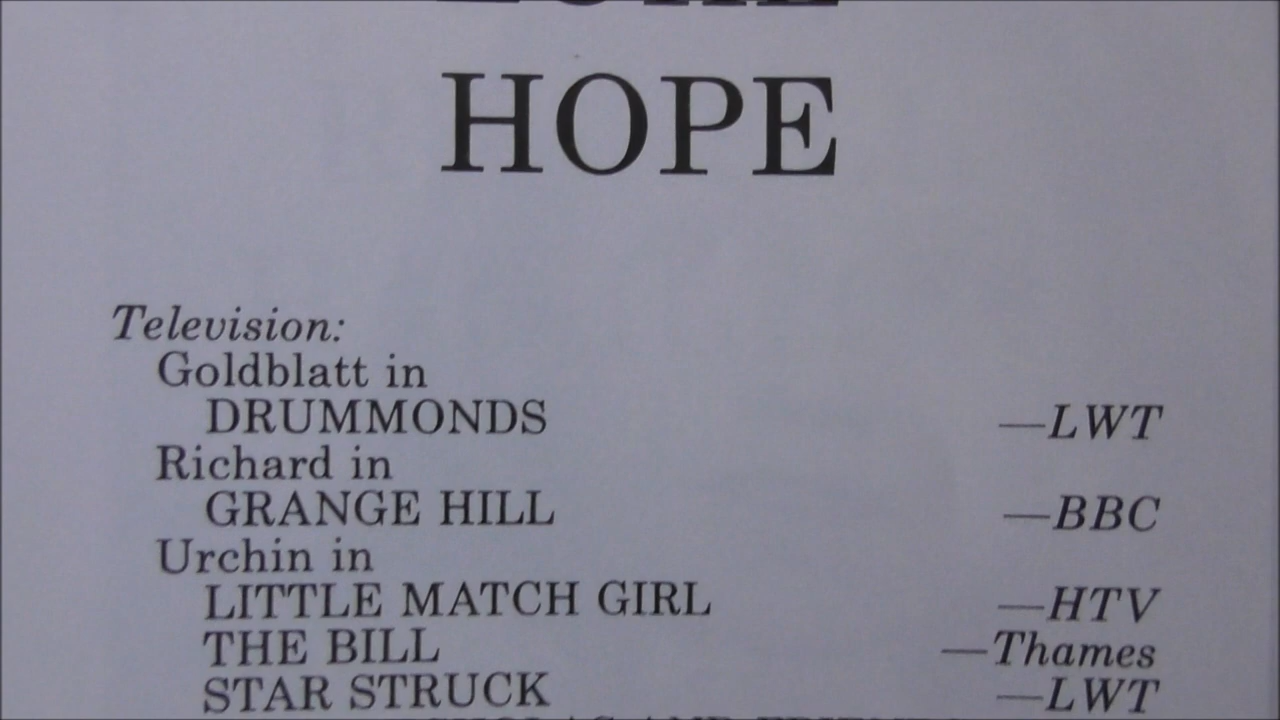 HOPE
Television:
Goldblatt in
DRUMMONDS —LWT
Richard in
GRANGE HILL —BBC
Urchin in
LITTLE MATCH GIRL —HTV
THE BILL —Thames
STAR STRUCK —LWT